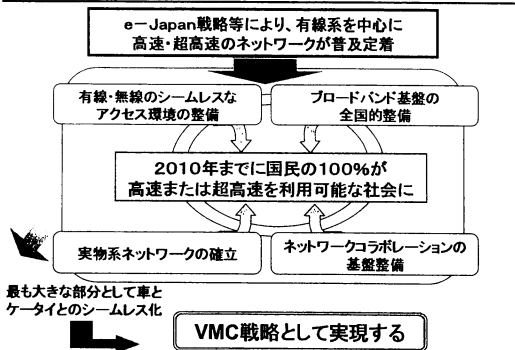 e－Japan戦略等により、有線系を中心に
高速・超高速のネットワークが普及定着
有線・無線のシームレスな
アクセス環境の整備
ブロードバンド基盤の
全国的整備
2010年までに国民の100％が
高速または超高速を利用可能な社会に
実物系ネットワークの確立
ネットワークコラボレーションの
基盤整備
最も大きな部分として車と
ケータイとのシームレス化
VMC戦略として実現する